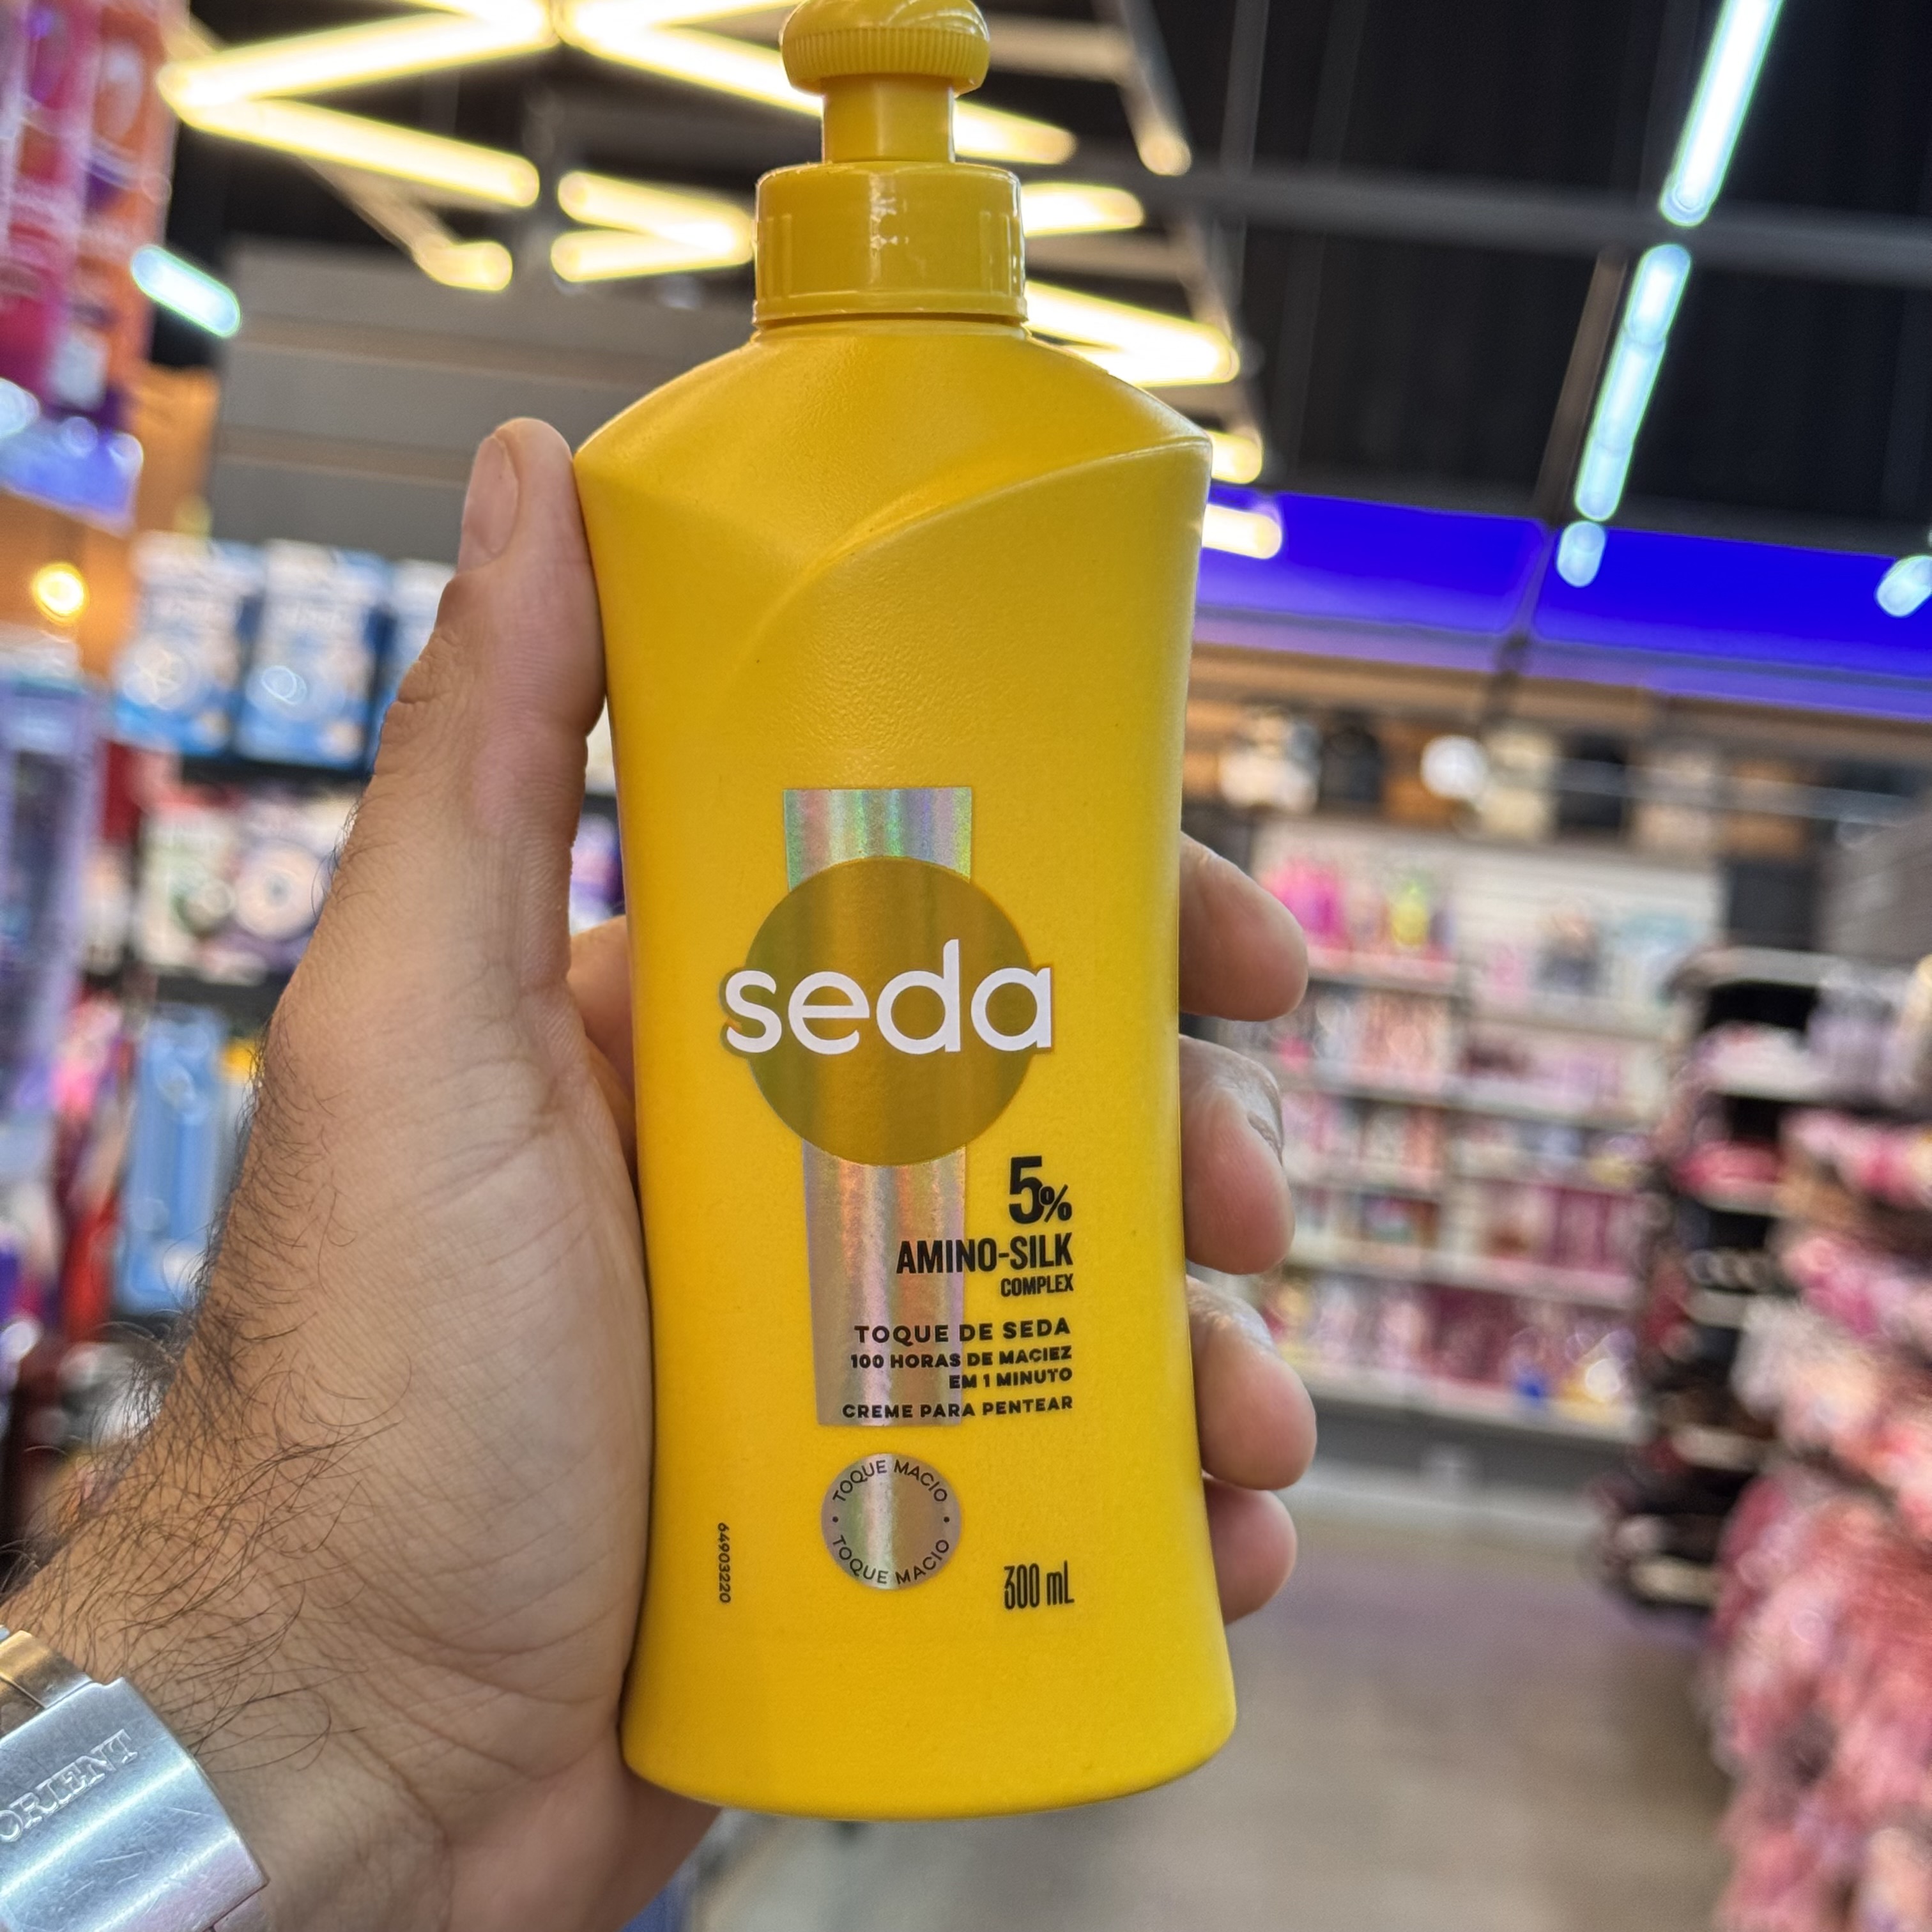 seda
5%
AMINO-SILK
COMPLEX
TOQUE DE SEDA
100 HORAS DE MACIEZ
EM 1 MINUTO
CREME PARA PENTEAR
TOQUE MACIO
TOQUE MACIO
64903220
300 mL
ORIENT